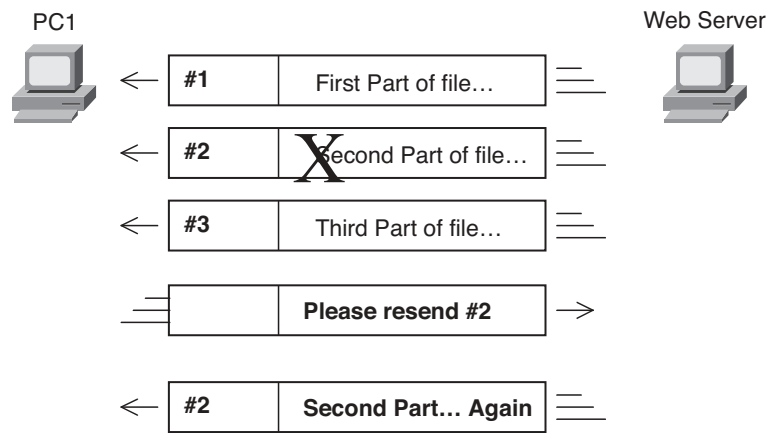 PC1
Web Server
#1 First Part of file…
#2 XSecond Part of file…
#3 Third Part of file…
Please resend #2
#2 Second Part… Again